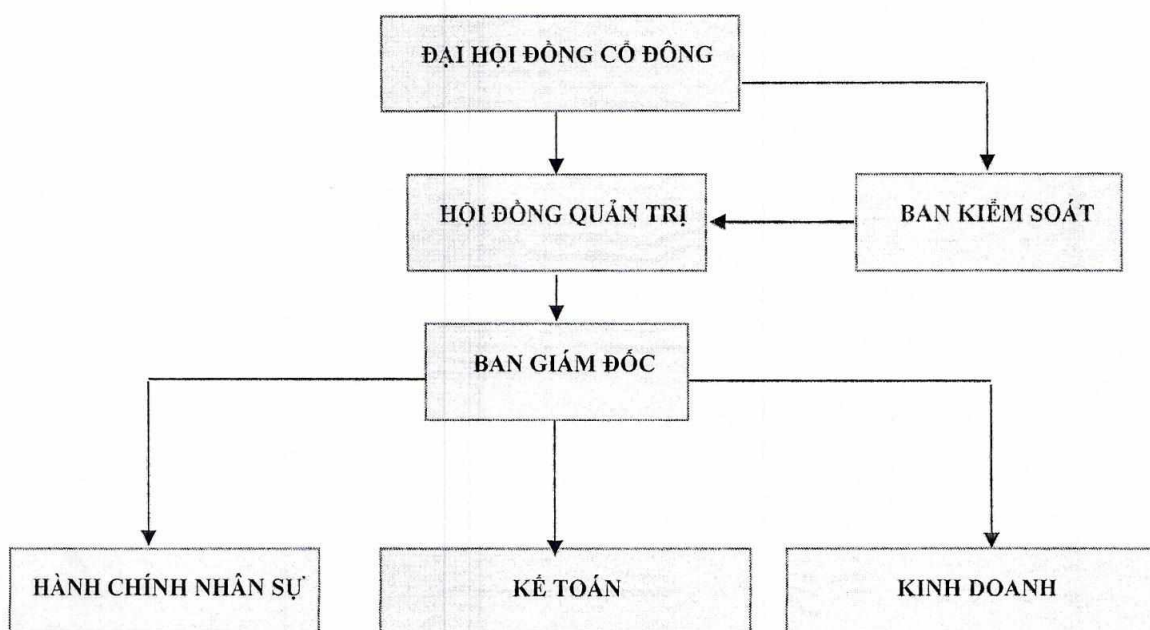 ĐẠI HỘI ĐỒNG CỔ ĐÔNG
HỘI ĐỒNG QUẢN TRỊ
BAN KIỂM SOÁT
BAN GIÁM ĐỐC
HÀNH CHÍNH NHÂN SỰ
KẾ TOÁN
KINH DOANH